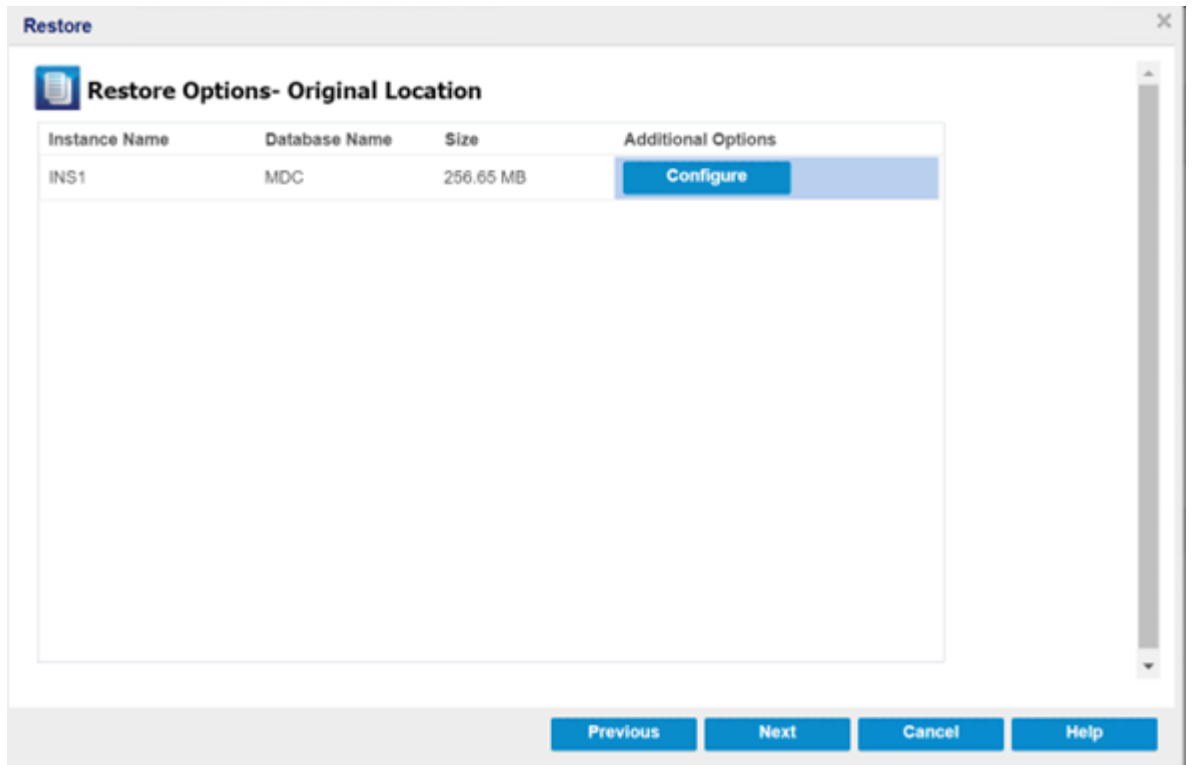 Restore
Restore Options- Original Location
Instance Name Database Name Size Additional Options
INS1 MDC 256.65 MB Configure
Previous Next Cancel Help